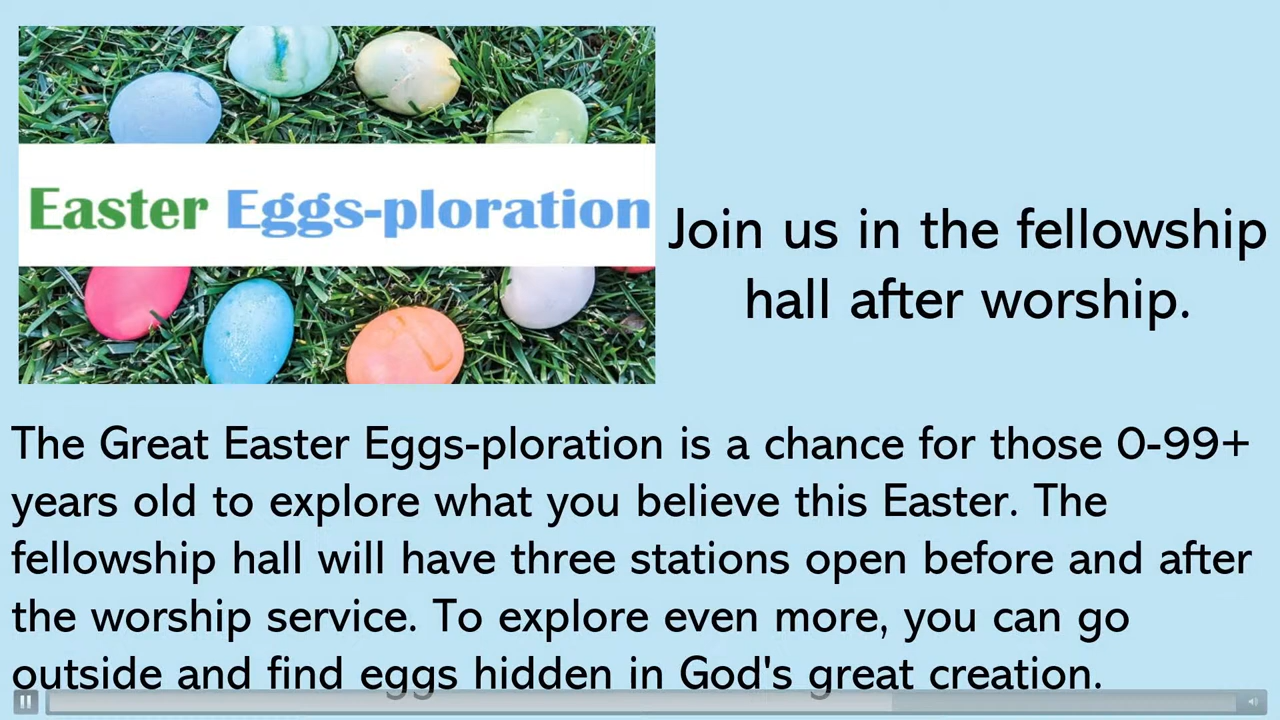 Easter Eggs-ploration
Join us in the fellowship
hall after worship.
The Great Easter Eggs-ploration is a chance for those 0-99+
years old to explore what you believe this Easter. The
fellowship hall will have three stations open before and after
the worship service. To explore even more, you can go
outside and find eggs hidden in God's great creation.